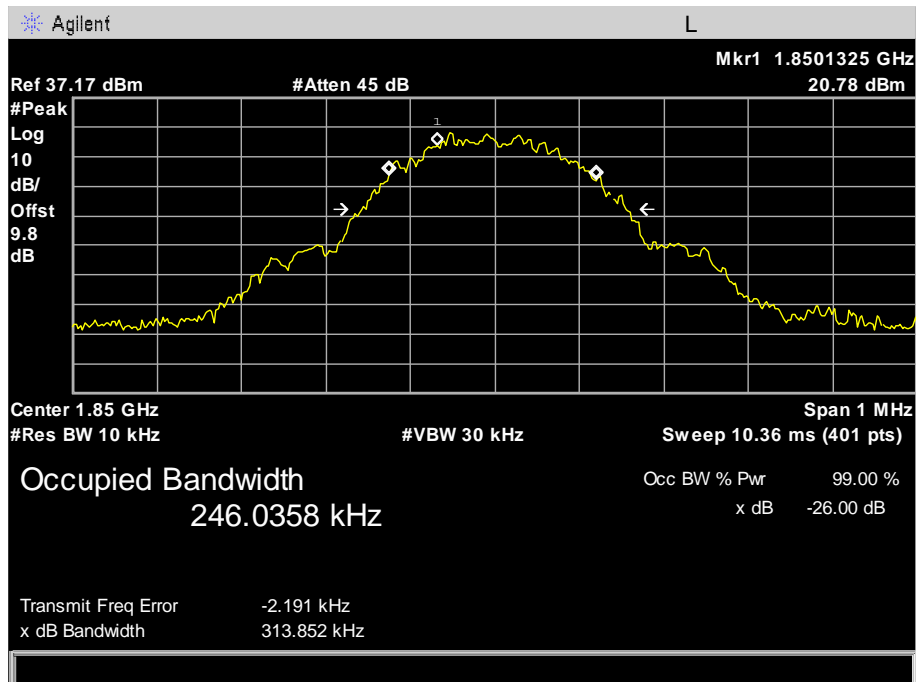 Agilent L
Mkr1 1.8501325 GHz
Ref 37.17 dBm #Atten 45 dB 20.78 dBm
#Peak
Log
10
dB/
Offst
9.8
dB
1
Center 1.85 GHz Span 1 MHz
#Res BW 10 kHz #VBW 30 kHz Sweep 10.36 ms (401 pts)
Occupied Bandwidth
246.0358 kHz
Occ BW % Pwr 99.00 %
x dB -26.00 dB
Transmit Freq Error -2.191 kHz
x dB Bandwidth 313.852 kHz